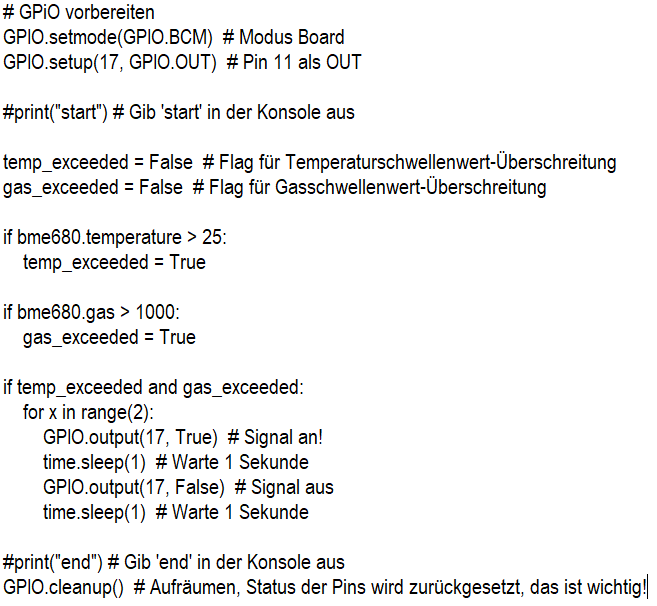 # GPiO vorbereiten
GPIO.setmode(GPIO.BCM)  # Modus Board
GPIO.setup(17, GPIO.OUT)  # Pin 11 als OUT

#print("start") # Gib 'start' in der Konsole aus

temp_exceeded = False  # Flag für Temperaturschwellenwert-Überschreitung
gas_exceeded = False  # Flag für Gasschwellenwert-Überschreitung

if bme680.temperature > 25:
    temp_exceeded = True

if bme680.gas > 1000:
    gas_exceeded = True

if temp_exceeded and gas_exceeded:
    for x in range(2):
        GPIO.output(17, True)  # Signal an!
        time.sleep(1)  # Warte 1 Sekunde
        GPIO.output(17, False)  # Signal aus
        time.sleep(1)  # Warte 1 Sekunde

#print("end") # Gib 'end' in der Konsole aus
GPIO.cleanup()  # Aufräumen, Status der Pins wird zurückgesetzt, das ist wichtig!